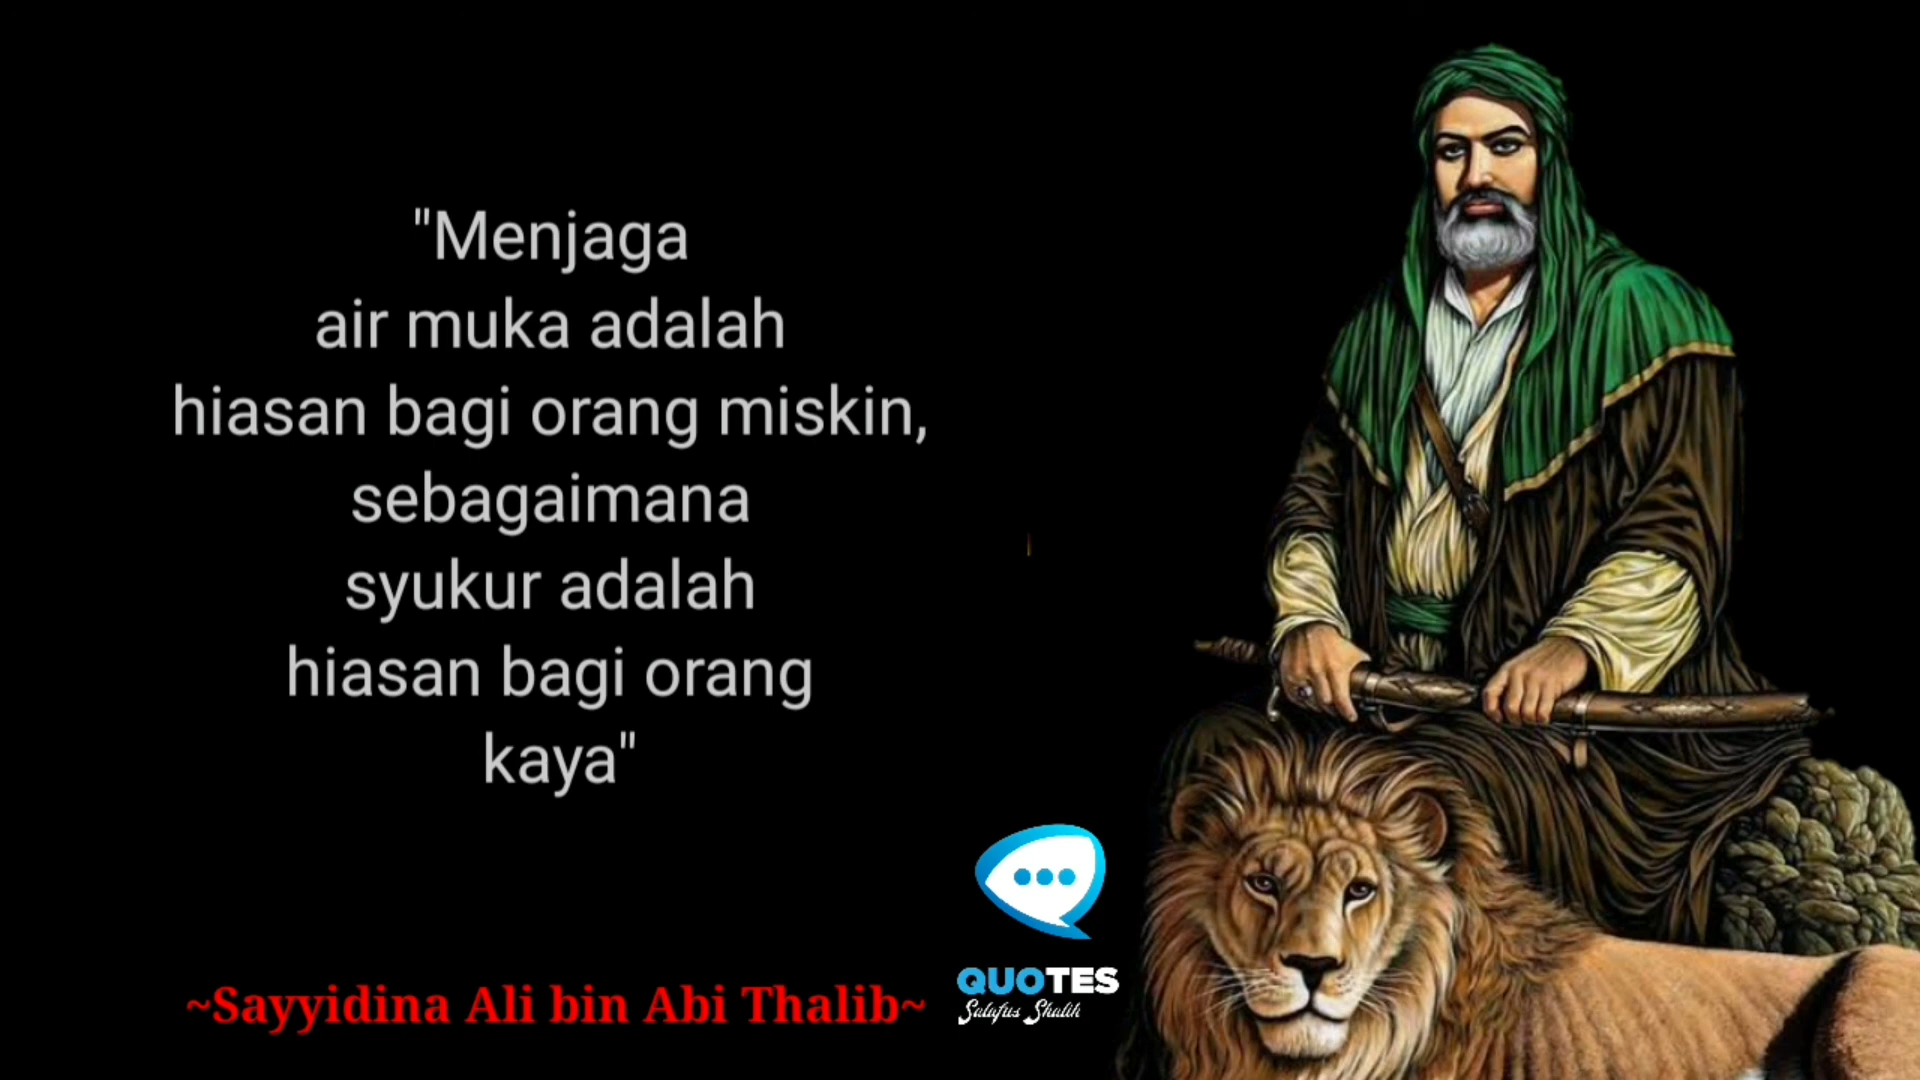 "Menjaga
air muka adalah
hiasan bagi orang miskin,
sebagaimana
syukur adalah
hiasan bagi orang
kaya"
~Sayyidina Ali bin Abi Thalib~
QUOTES
Salafus Shalih